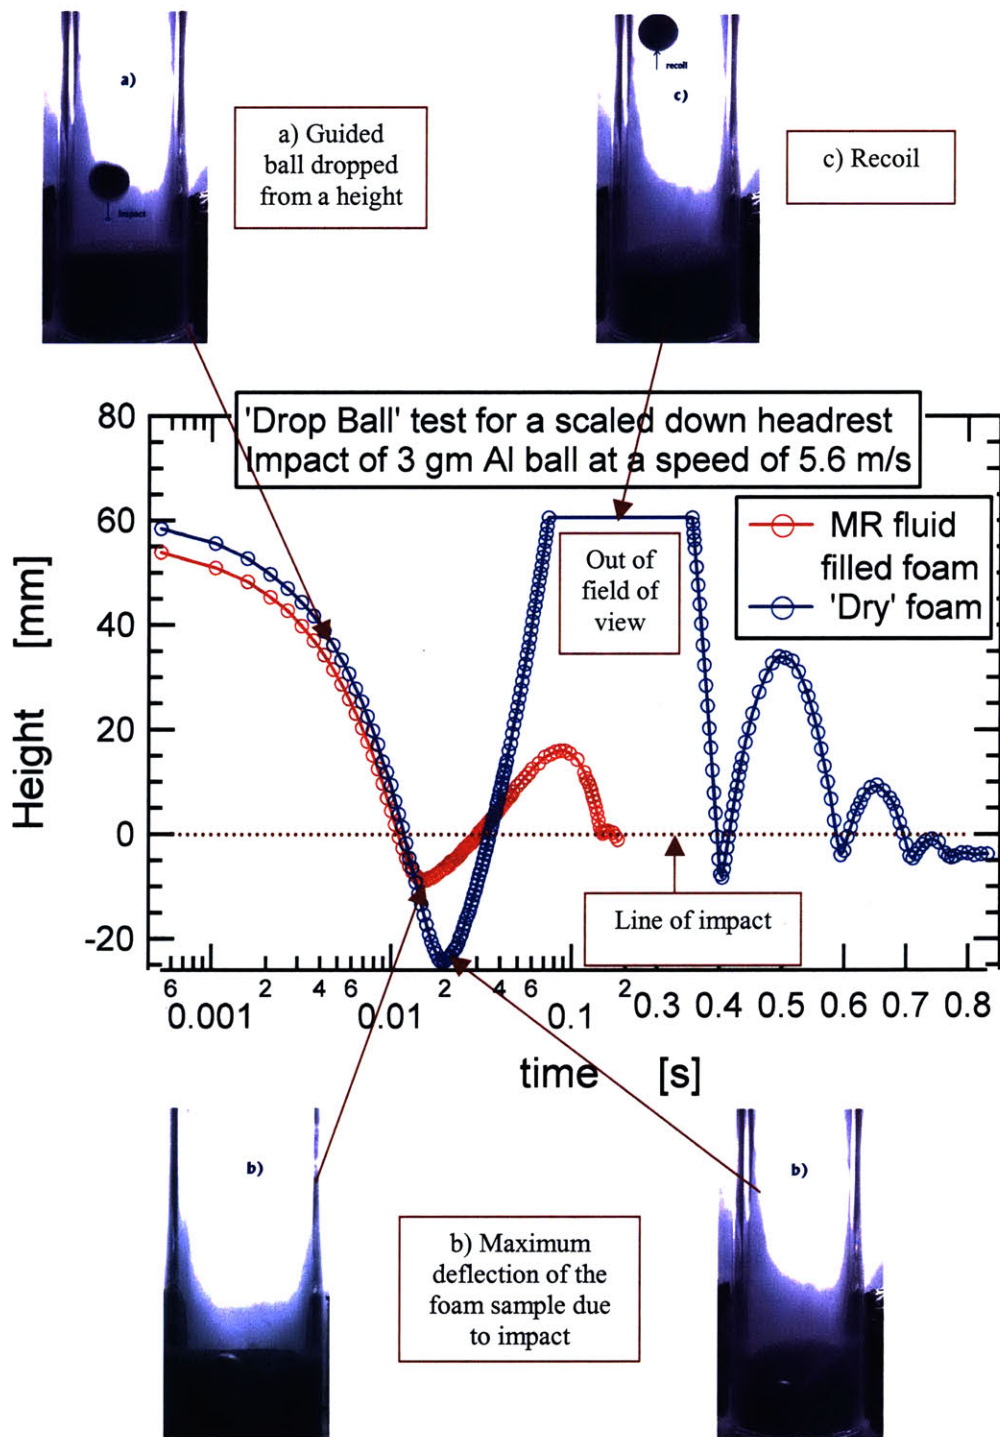 a)
Impact
a) Guided
ball dropped
from a height
recoil
c)
c) Recoil
'Drop Ball' test for a scaled down headrest
Impact of 3 gm Al ball at a speed of 5.6 m/s
MR fluid
filled foam
'Dry' foam
Out of
field of
view
Line of impact
Height [mm]
80
60
40
20
0
-20
6 2 4 6 2 4 6 2
0.001 0.01 0.1 0.3 0.4 0.5 0.6 0.7 0.8
time [s]
b)
b) Maximum
deflection of the
foam sample due
to impact
b)